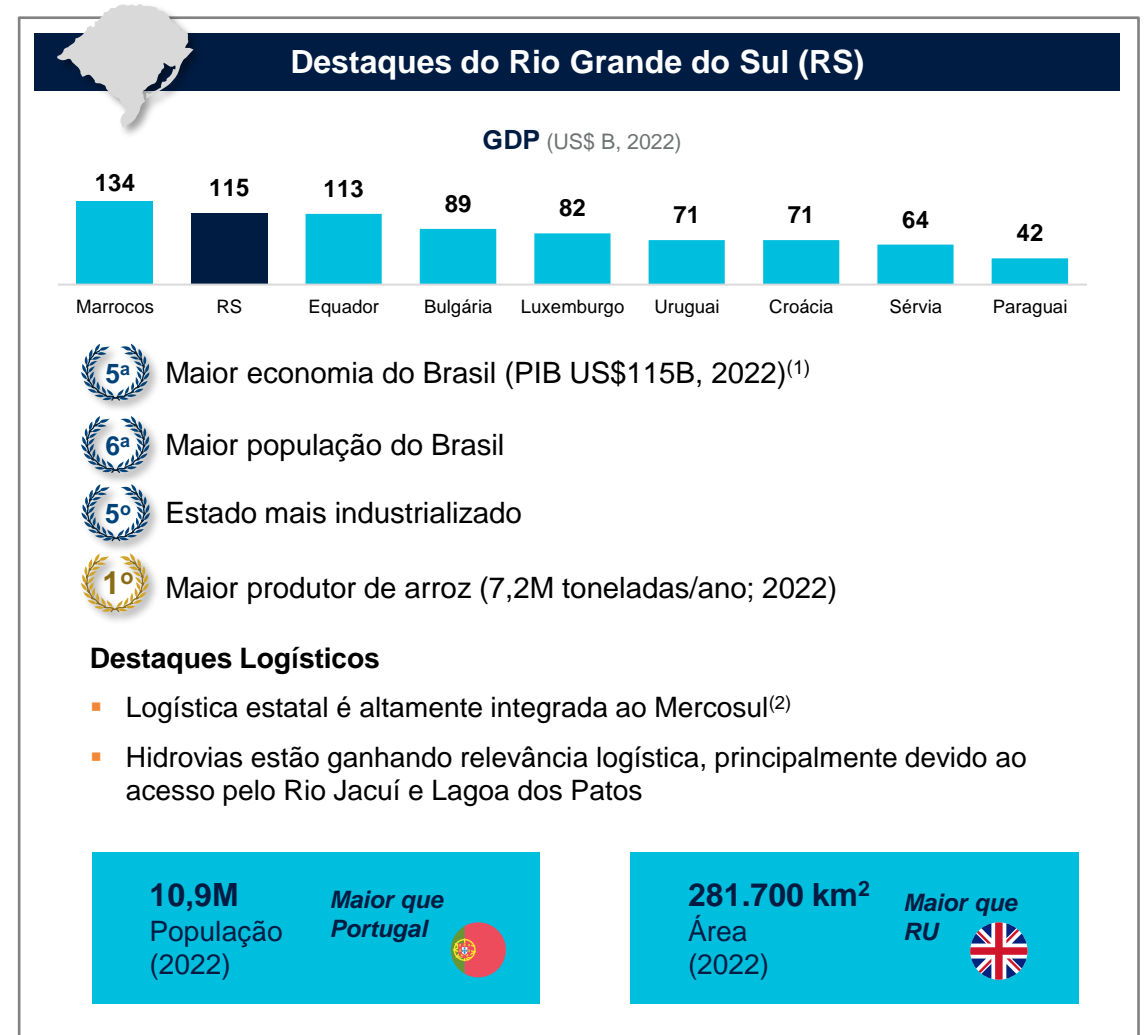 Destaques do Rio Grande do Sul (RS)
GDP (US$ B, 2022)
134 115 113 89 82 71 71 64 42
Marrocos RS Equador Bulgária Luxemburgo Uruguai Croácia Sérvia Paraguai
5ª Maior economia do Brasil (PIB US$115B, 2022)(1)
6ª Maior população do Brasil
5º Estado mais industrializado
1º Maior produtor de arroz (7,2M toneladas/ano; 2022)
Destaques Logísticos
▪ Logística estatal é altamente integrada ao Mercosul(2)
▪ Hidrovias estão ganhando relevância logística, principalmente devido ao
acesso pelo Rio Jacuí e Lagoa dos Patos
10,9M
População
(2022)
Maior que
Portugal
281.700 km²
Área
(2022)
Maior que
RU